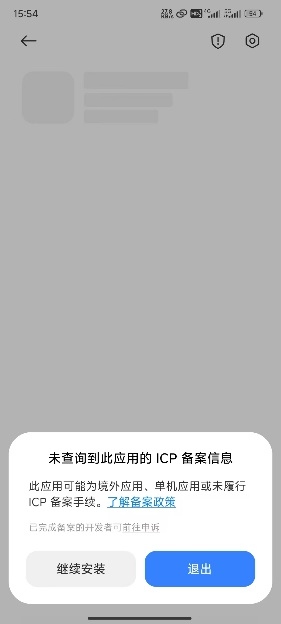 15:54
未查询到此应用的 ICP 备案信息
此应用可能为境外应用、单机应用或未履行
ICP 备案手续。了解备案政策
已完成备案的开发者可前往申诉
继续安装
退出